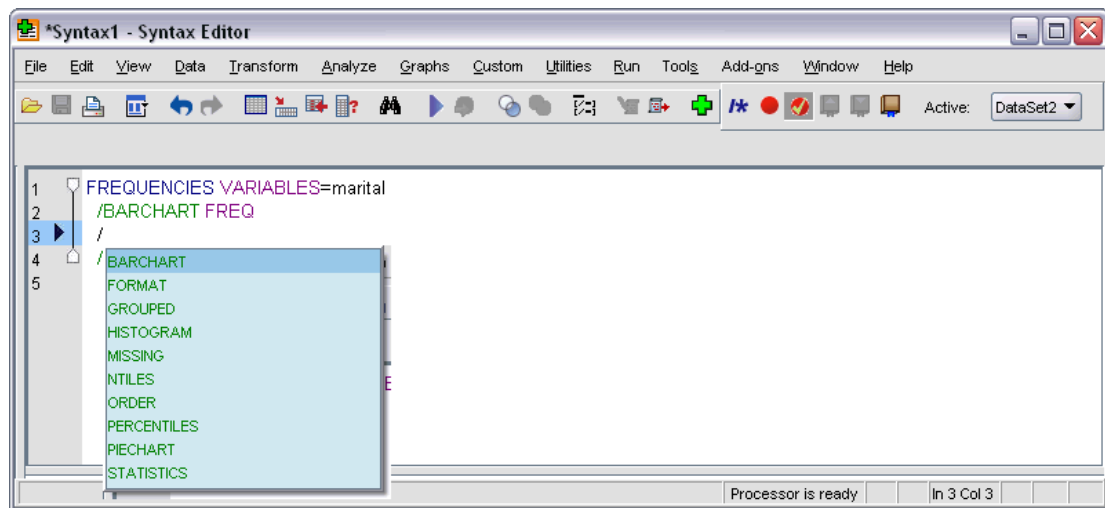 *Syntax1 - Syntax Editor
File Edit View Data Transform Analyze Graphs Custom Utilities Run Tools Add-ons Window Help
Active: DataSet2
1 FREQUENCIES VARIABLES=marital
2 /BARCHART FREQ
3 /
4 /
5
BARCHART
FORMAT
GROUPED
HISTOGRAM
MISSING
NTILES
ORDER
PERCENTILES
PIECHART
STATISTICS
Processor is ready In 3 Col 3